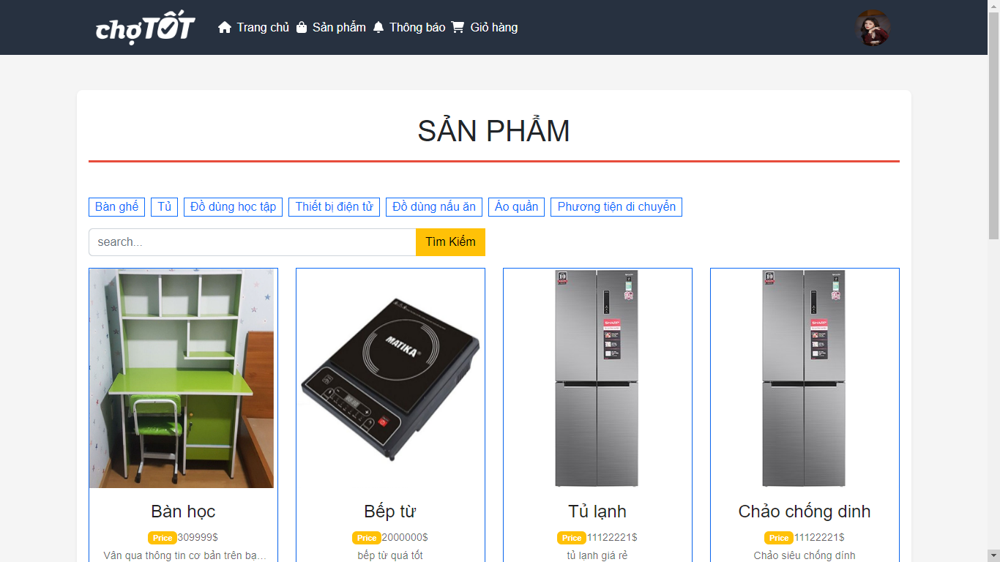 chợTỐT
Trang chủ Sản phẩm Thông báo Giỏ hàng
SẢN PHẨM
Bàn ghế Tủ Đồ dùng học tập Thiết bị điện tử Đồ dùng nấu ăn Áo quần Phương tiện di chuyển
search... Tìm Kiếm
MATIKA
SHARP
SHARP
Bàn học Bếp từ Tủ lạnh Chảo chống dinh
Price 309999$ Price 2000000$ Price 11122221$ Price 11122221$
Vân qua thông tin cơ bản trên bạ... bếp từ quá tốt tủ lạnh giá rẻ Chảo siêu chống dính